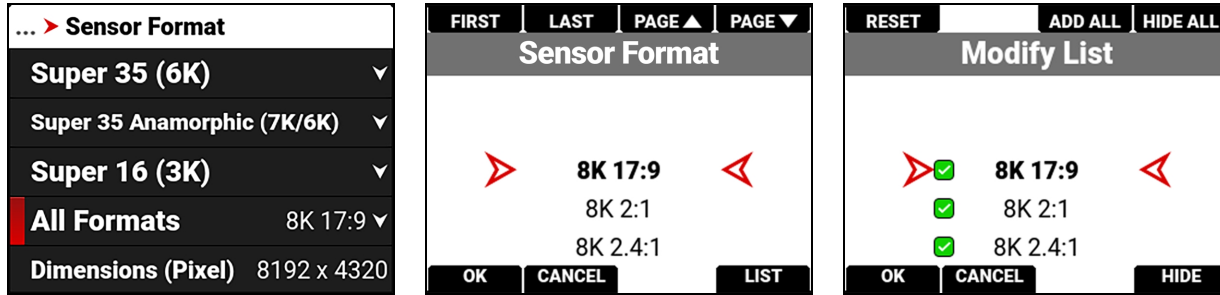 ... Sensor Format
Super 35 (6K)
Super 35 Anamorphic (7K/6K)
Super 16 (3K)
All Formats 8K 17:9
Dimensions (Pixel) 8192 x 4320
FIRST LAST PAGE▲ PAGE▼
Sensor Format
8K 17:9
8K 2:1
8K 2.4:1
OK CANCEL LIST
RESET ADD ALL HIDE ALL
Modify List
8K 17:9
8K 2:1
8K 2.4:1
OK CANCEL HIDE